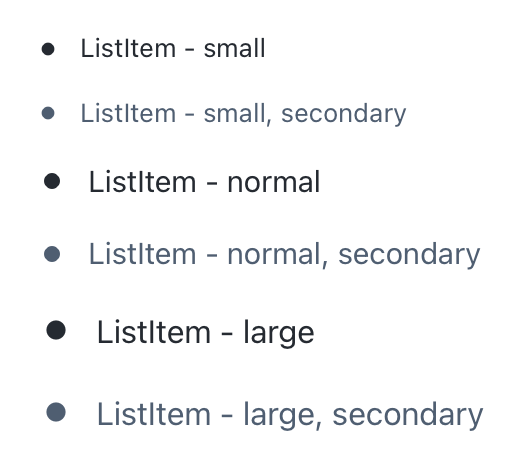 ListItem - small
ListItem - small, secondary
ListItem - normal
ListItem - normal, secondary
ListItem - large
ListItem - large, secondary